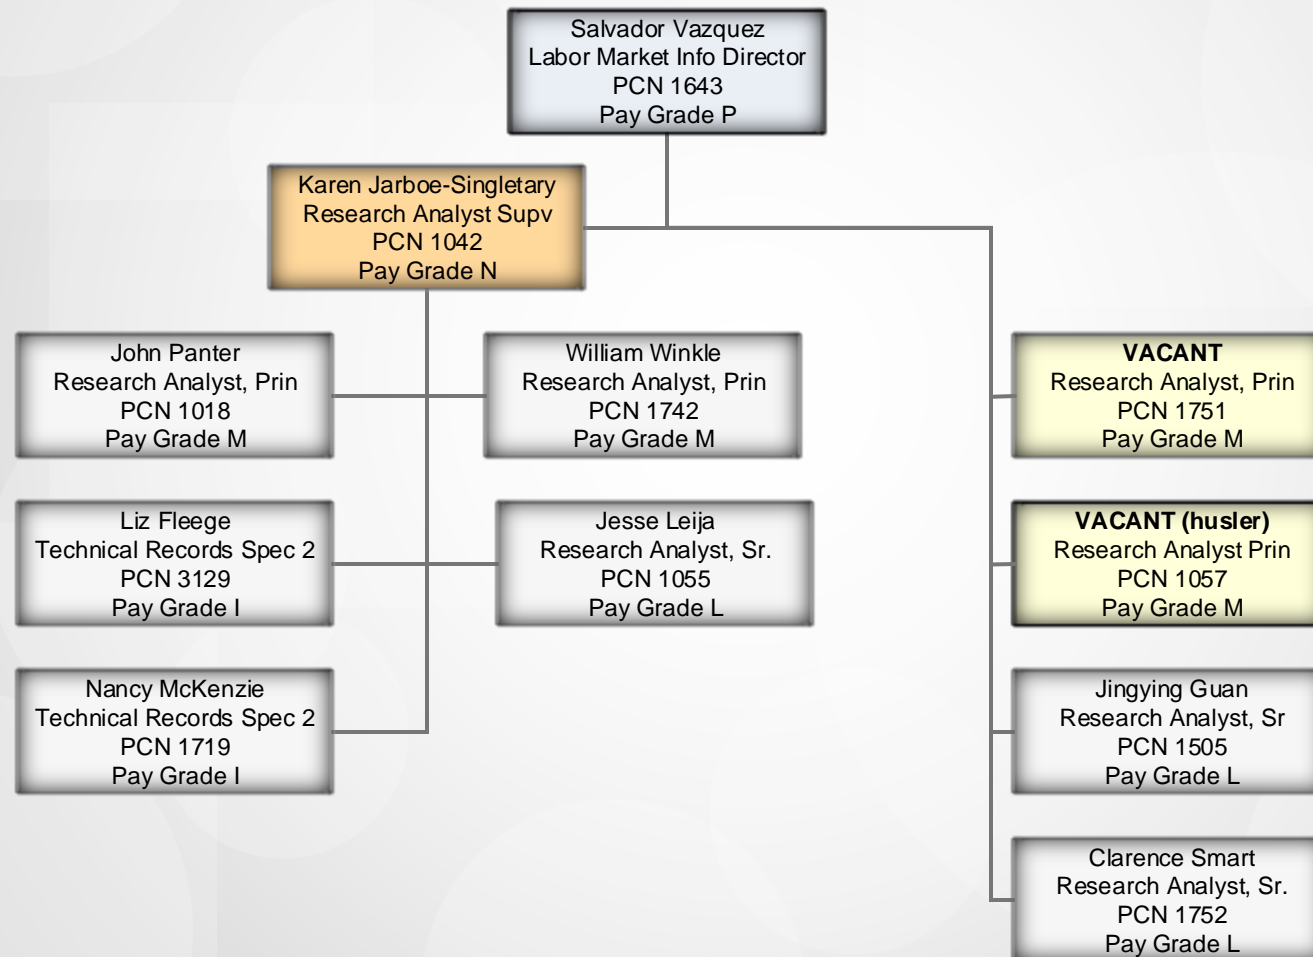 Salvador Vazquez
Labor Market Info Director
PCN 1643
Pay Grade P
Karen Jarboe-Singletary
Research Analyst Supv
PCN 1042
Pay Grade N
John Panter
Research Analyst, Prin
PCN 1018
Pay Grade M
William Winkle
Research Analyst, Prin
PCN 1742
Pay Grade M
VACANT
Research Analyst, Prin
PCN 1751
Pay Grade M
Liz Fleege
Technical Records Spec 2
PCN 3129
Pay Grade I
Jesse Leija
Research Analyst, Sr.
PCN 1055
Pay Grade L
VACANT (husler)
Research Analyst Prin
PCN 1057
Pay Grade M
Nancy McKenzie
Technical Records Spec 2
PCN 1719
Pay Grade I
Jingying Guan
Research Analyst, Sr
PCN 1505
Pay Grade L
Clarence Smart
Research Analyst, Sr.
PCN 1752
Pay Grade L